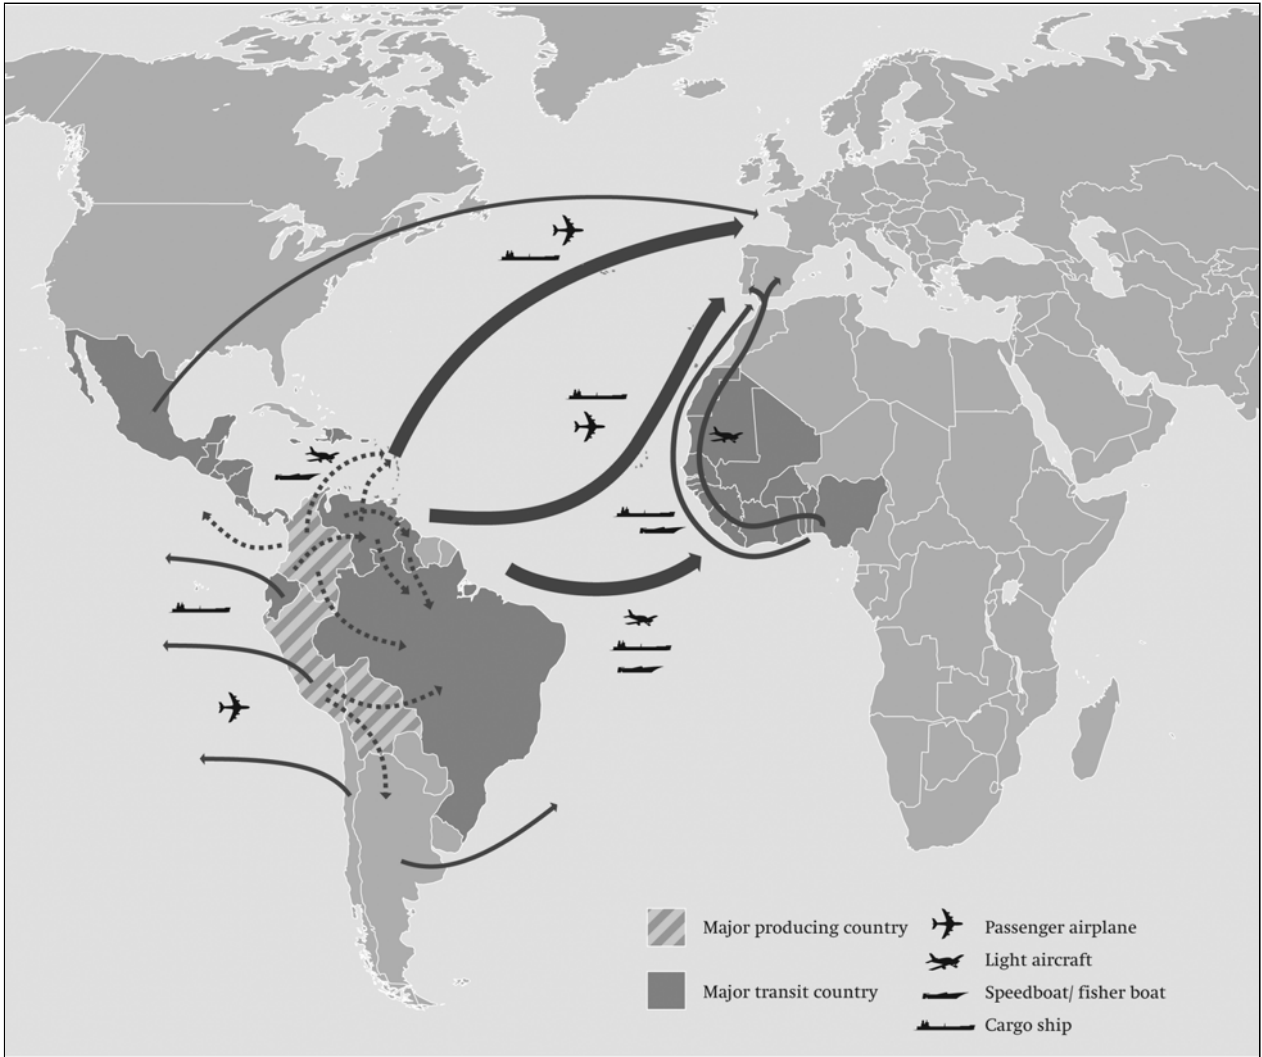 Major producing country
Passenger airplane
Light aircraft
Major transit country
Speedboat/ fisher boat
Cargo ship